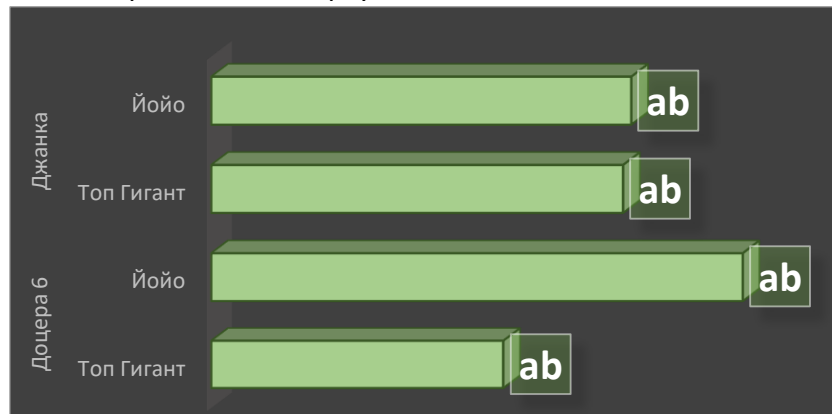 Джанка
Йойо
ab
Топ Гигант
ab
Доцера 6
Йойо
ab
Топ Гигант
ab